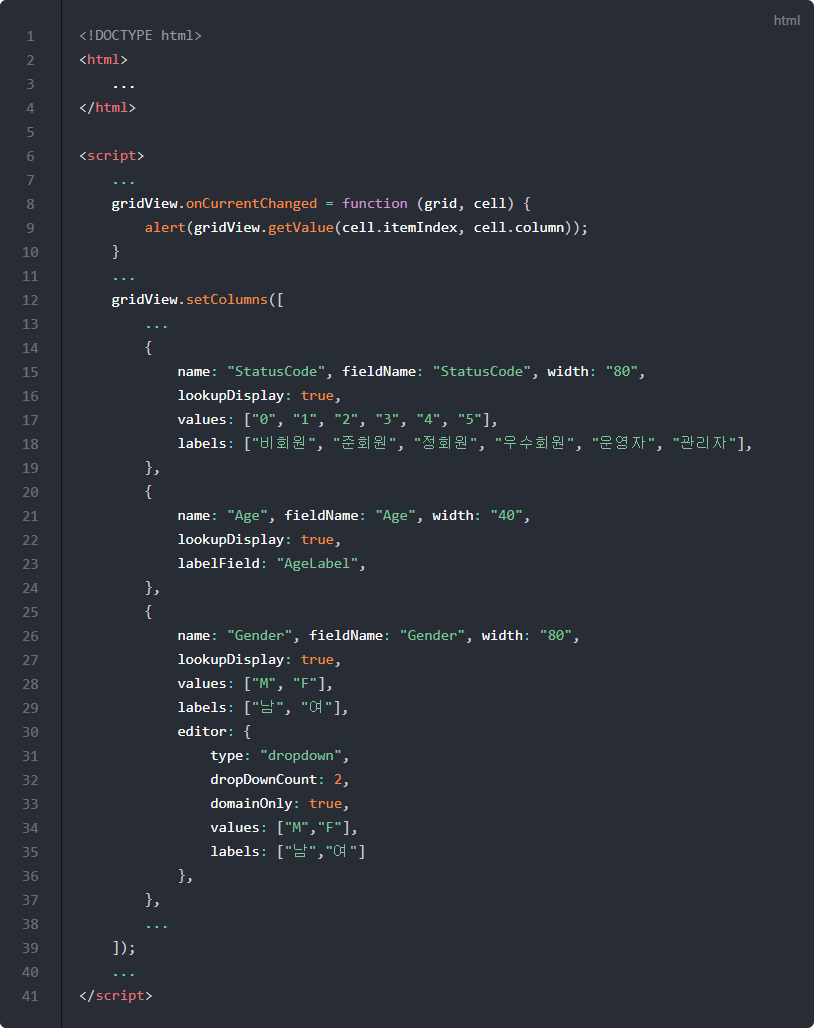 html
1 <!DOCTYPE html>
2 <html>
3     ...
4 </html>
5
6 <script>
7     ...
8     gridView.onCurrentChanged = function (grid, cell) {
9         alert(gridView.getValue(cell.itemIndex, cell.column));
10     }
11     ...
12     gridView.setColumns([
13         ...
14         {
15             name: "StatusCode", fieldName: "StatusCode", width: "80",
16             lookupDisplay: true,
17             values: ["0", "1", "2", "3", "4", "5"],
18             labels: ["비회원", "준회원", "정회원", "우수회원", "운영자", "관리자"],
19         },
20         {
21             name: "Age", fieldName: "Age", width: "40",
22             lookupDisplay: true,
23             labelField: "AgeLabel",
24         },
25         {
26             name: "Gender", fieldName: "Gender", width: "80",
27             lookupDisplay: true,
28             values: ["M", "F"],
29             labels: ["남", "여"],
30             editor: {
31                 type: "dropdown",
32                 dropDownCount: 2,
33                 domainOnly: true,
34                 values: ["M","F"],
35                 labels: ["남","여"]
36             },
37         },
38         ...
39     ]);
40     ...
41 </script>